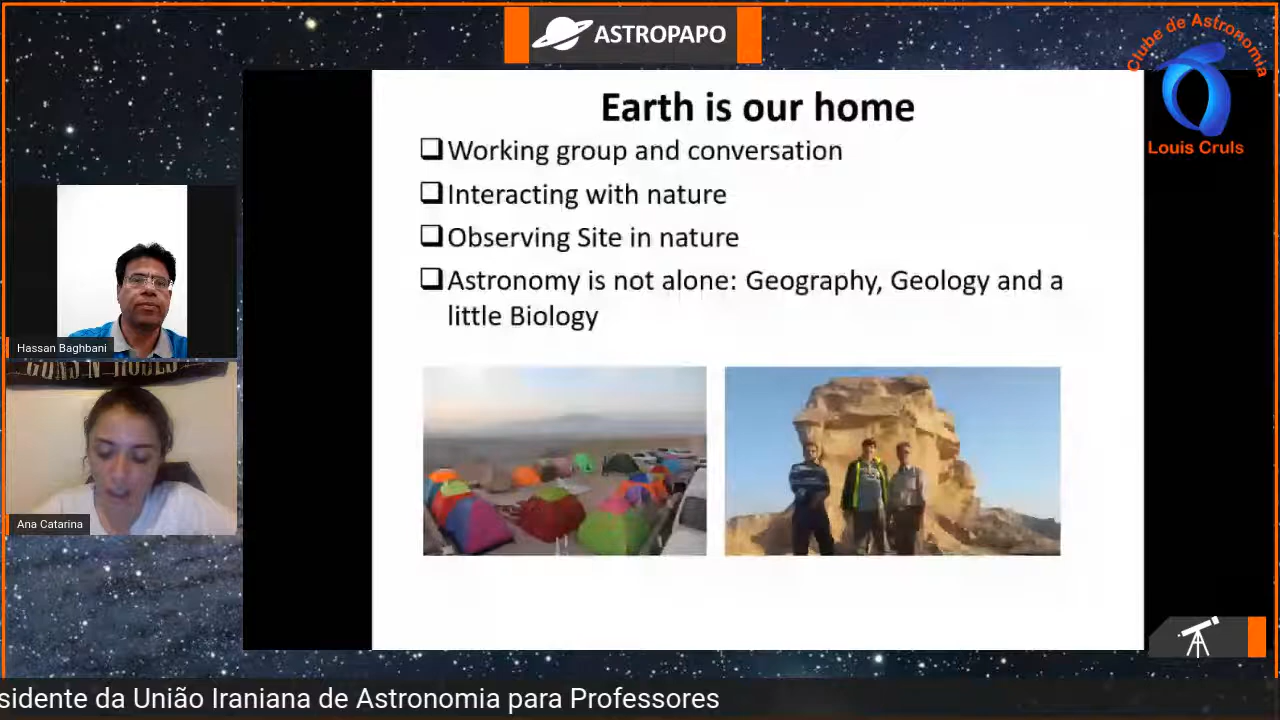 ASTROPAPO
Clube de Astronomia
Louis Cruls
Earth is our home
Working group and conversation
Interacting with nature
Observing Site in nature
Astronomy is not alone: Geography, Geology and a
little Biology
Hassan Baghbani
GUNS N' ROSES
Ana Catarina
sidente da União Iraniana de Astronomia para Professores